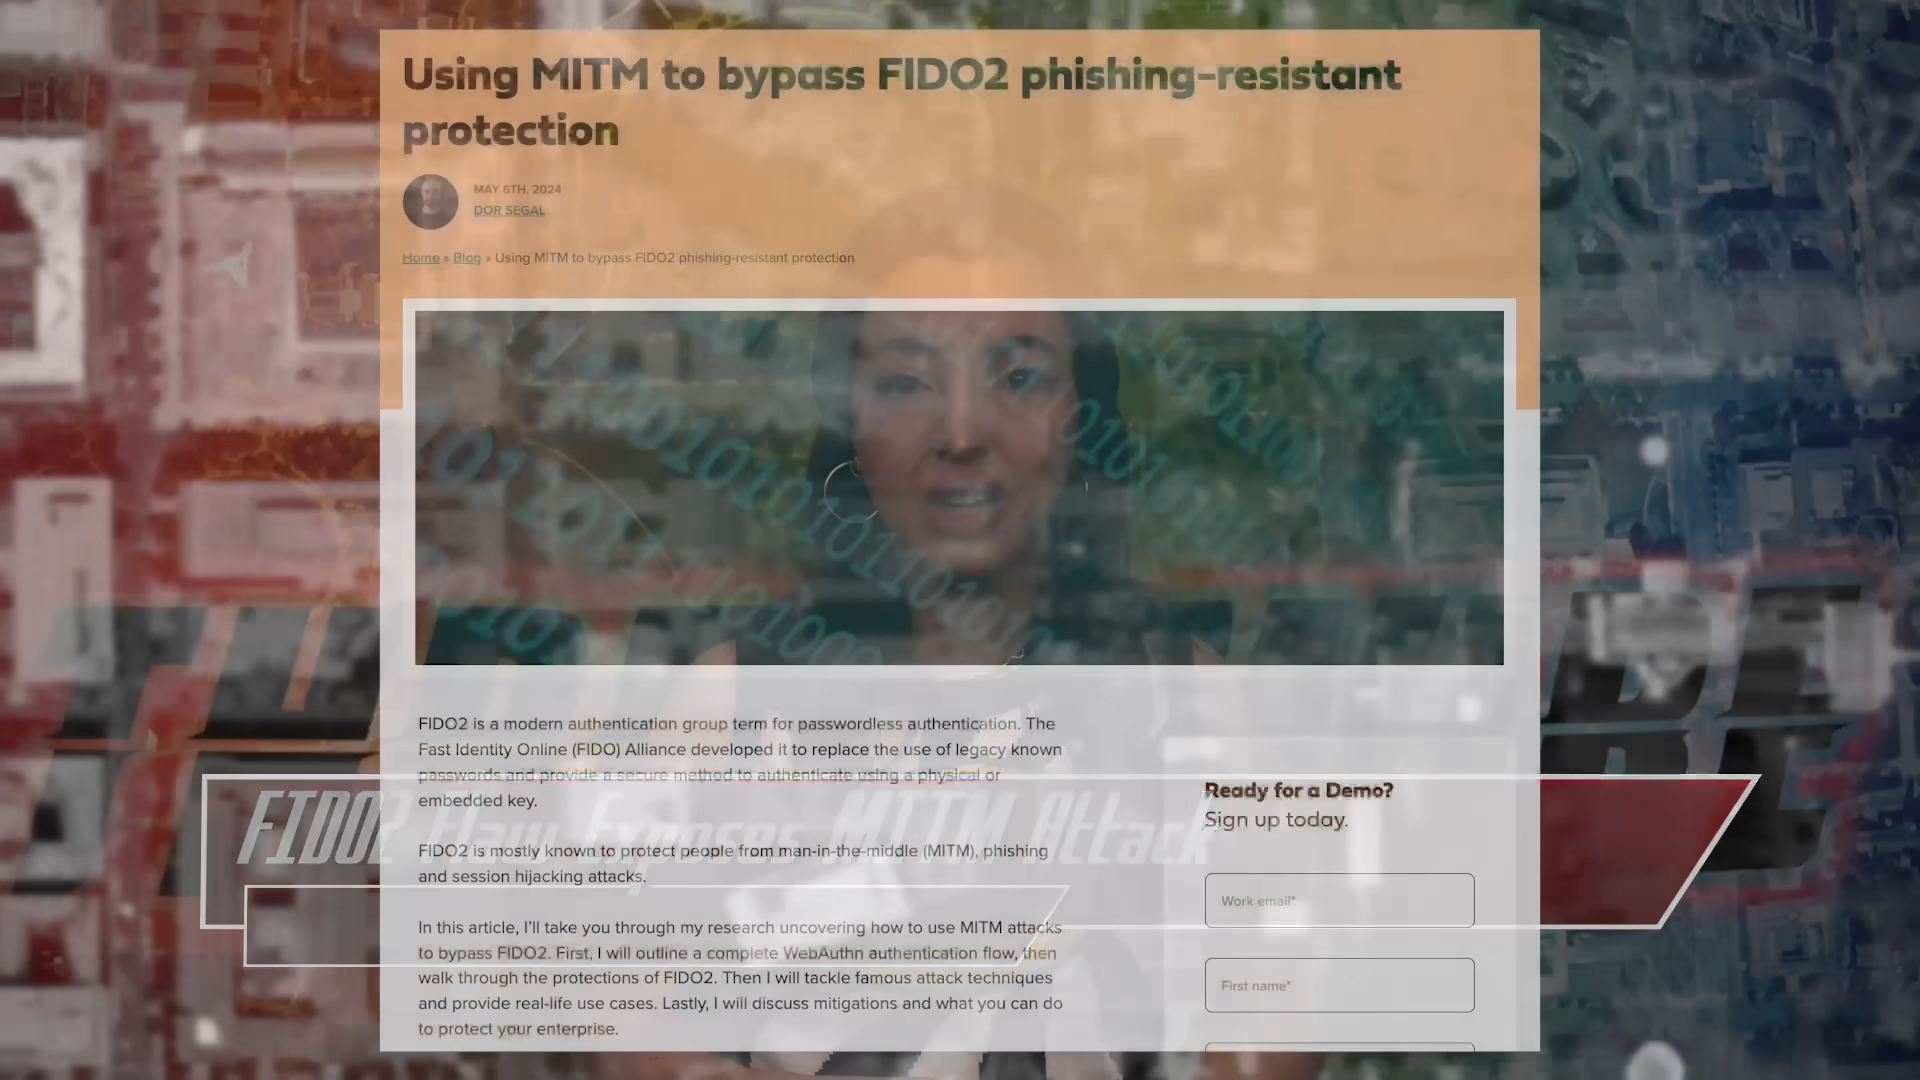 Using MITM to bypass FIDO2 phishing-resistant
protection
MAY 6TH, 2024
DOR SEGAL
Home » Blog » Using MITM to bypass FIDO2 phishing-resistant protection
FIDO2 is a modern authentication group term for passwordless authentication. The
Fast Identity Online (FIDO) Alliance developed it to replace the use of legacy known
passwords and provide a secure method to authenticate using a physical or
embedded key.
FIDO2 is mostly known to protect people from man-in-the-middle (MITM), phishing
and session hijacking attacks.
In this article, I'll take you through my research uncovering how to use MITM attacks
to bypass FIDO2. First, I will outline a complete WebAuthn authentication flow, then
walk through the protections of FIDO2. Then I will tackle famous attack techniques
and provide real-life use cases. Lastly, I will discuss mitigations and what you can do
to protect your enterprise.
Ready for a Demo?
Sign up today.
Work email*
First name*
FIDO2 Flaw Exposes MITM Attack